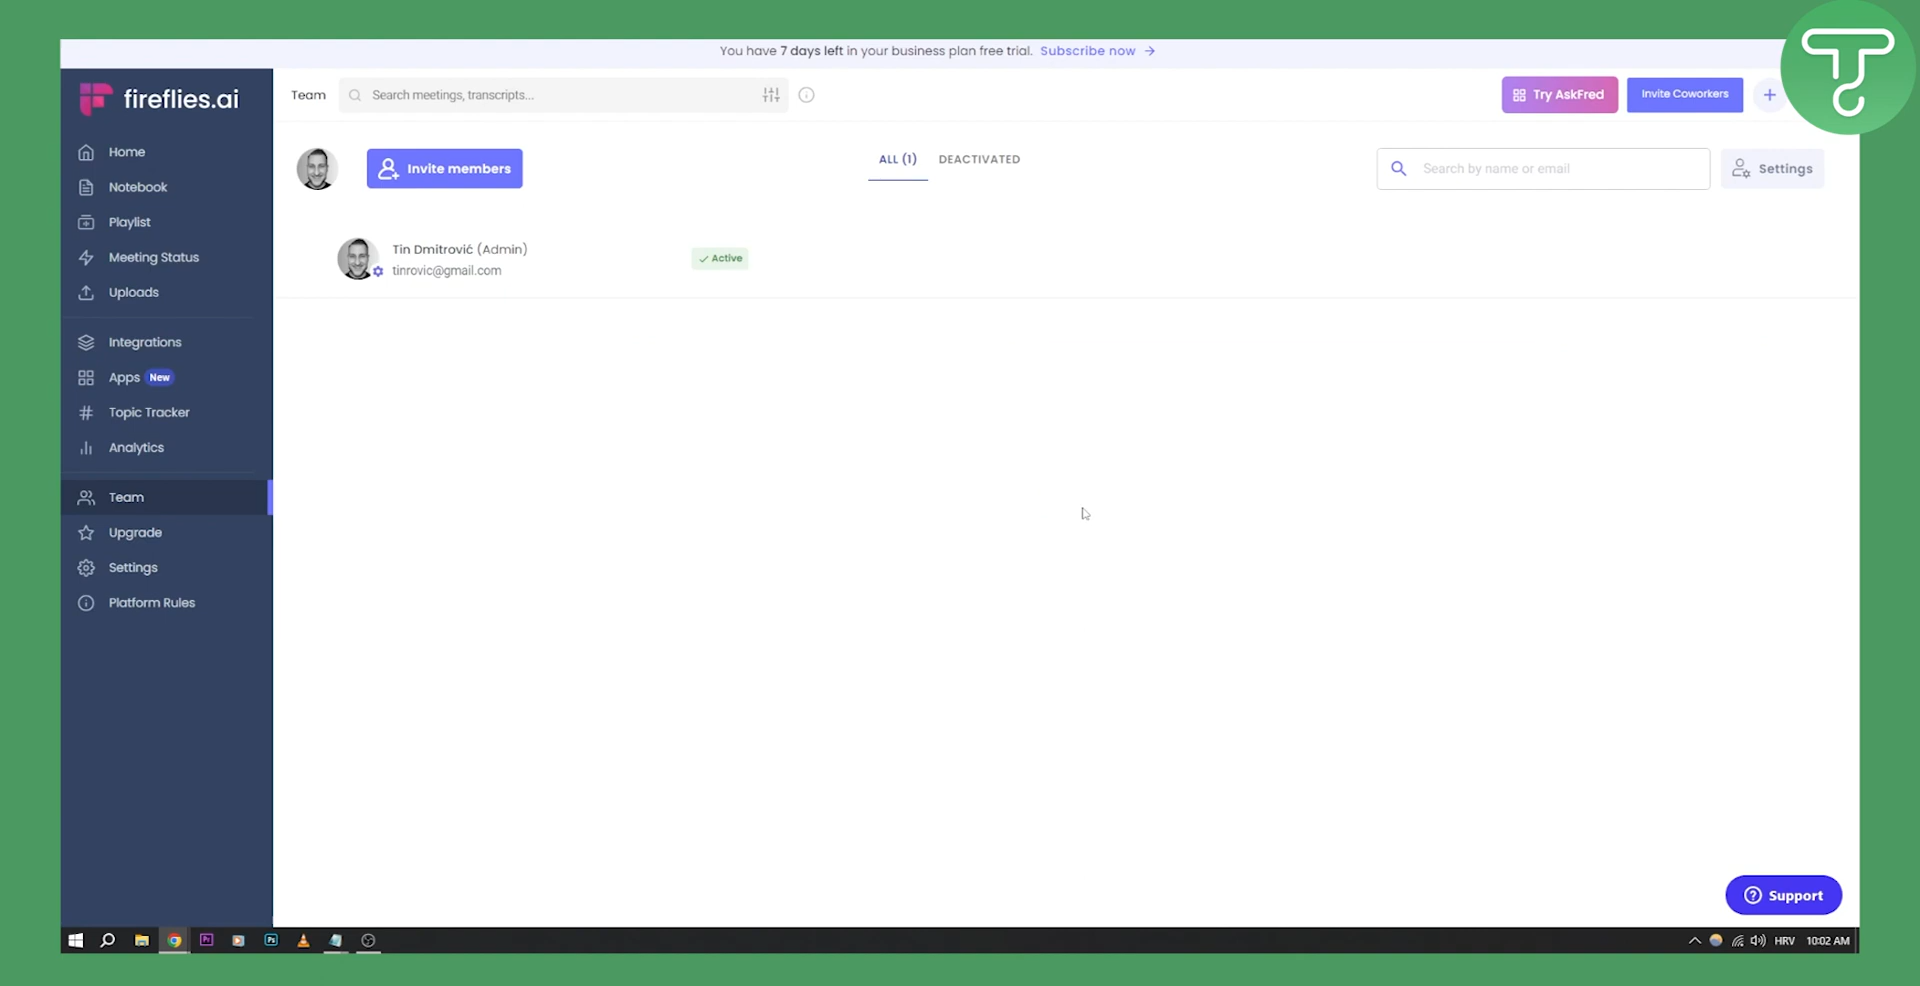 You have 7 days left in your business plan free trial. Subscribe now →
fireflies.ai
Team
Search meetings, transcripts...
Try AskFred
Invite Coworkers
Home
Notebook
Playlist
Meeting Status
Uploads
Integrations
Apps New
Topic Tracker
Analytics
Team
Upgrade
Settings
Platform Rules
Invite members
ALL (1) DEACTIVATED
Search by name or email
Settings
Tin Dmitrović (Admin)
tinrovic@gmail.com
Active
Support
HRV 10:02 AM